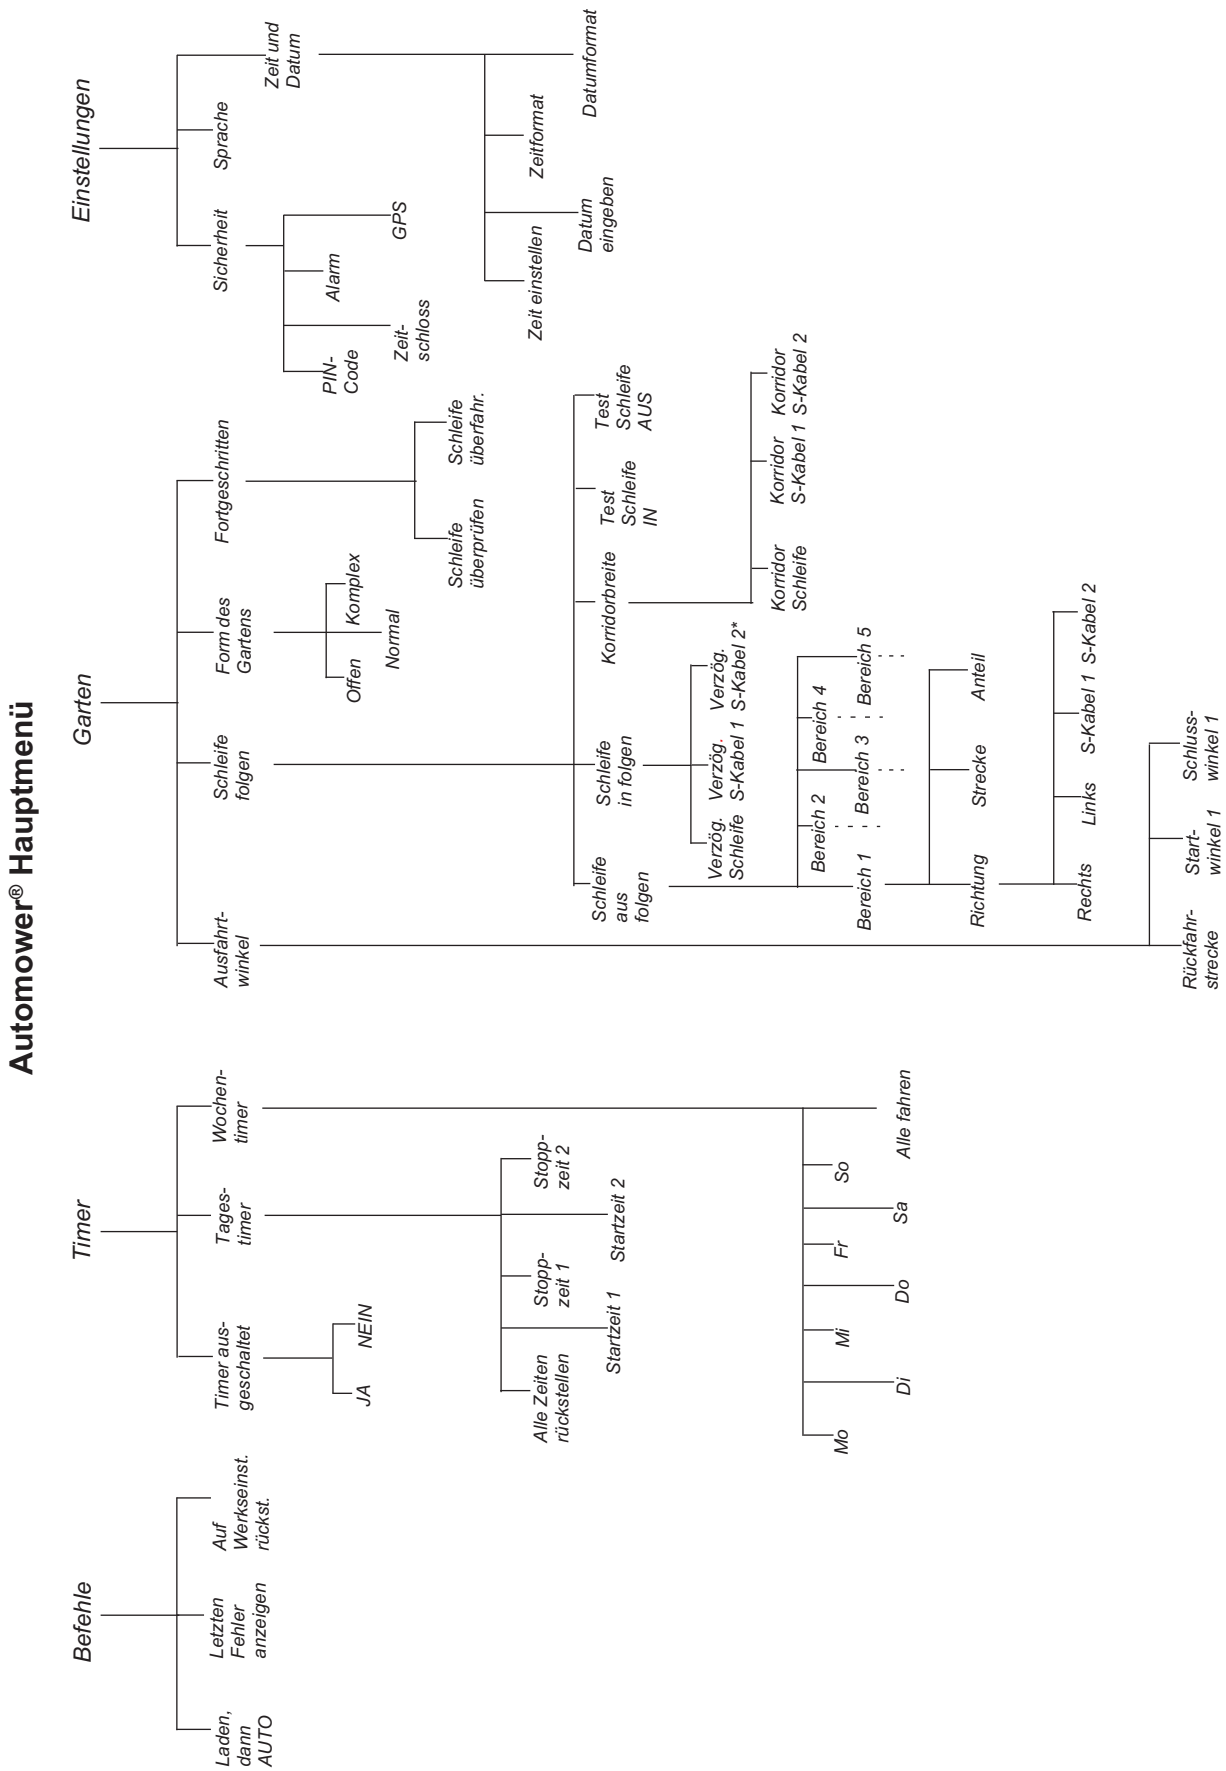 Automower® Hauptmenü
Befehle
Timer
Garten
Einstellungen
Laden,
dann
AUTO
Letzten
Fehler
anzeigen
Auf
Werkseinst.
rückst.
Timer aus-
geschaltet
JA
NEIN
Tages-
timer
Alle Zeiten
rückstellen
Startzeit 1
Stopp-
zeit 1
Startzeit 2
Stopp-
zeit 2
Wochen-
timer
Mo
Di
Mi
Do
Fr
Sa
So
Alle fahren
Ausfahrt-
winkel
Rückfahr-
strecke
Start-
winkel 1
Schluss-
winkel 1
Schleife
folgen
Schleife
aus
folgen
Bereich 1
Bereich 2
Bereich 3
Bereich 4
Bereich 5
Richtung
Strecke
Anteil
Rechts
Links
S-Kabel 1
S-Kabel 2
Schleife
in folgen
Verzög.
Schleife
Verzög.
S-Kabel 1
Verzög.
S-Kabel 2*
Korridorbreite
Korridor
Schleife
Korridor
S-Kabel 1
Korridor
S-Kabel 2
Test
Schleife
IN
Test
Schleife
AUS
Form des
Gartens
Offen
Normal
Komplex
Fortgeschritten
Schleife
überprüfen
Schleife
überfahr.
Sicherheit
PIN-
Code
Zeit-
schloss
Alarm
GPS
Sprache
Zeit und
Datum
Zeit einstellen
Datum
eingeben
Zeitformat
Datumformat